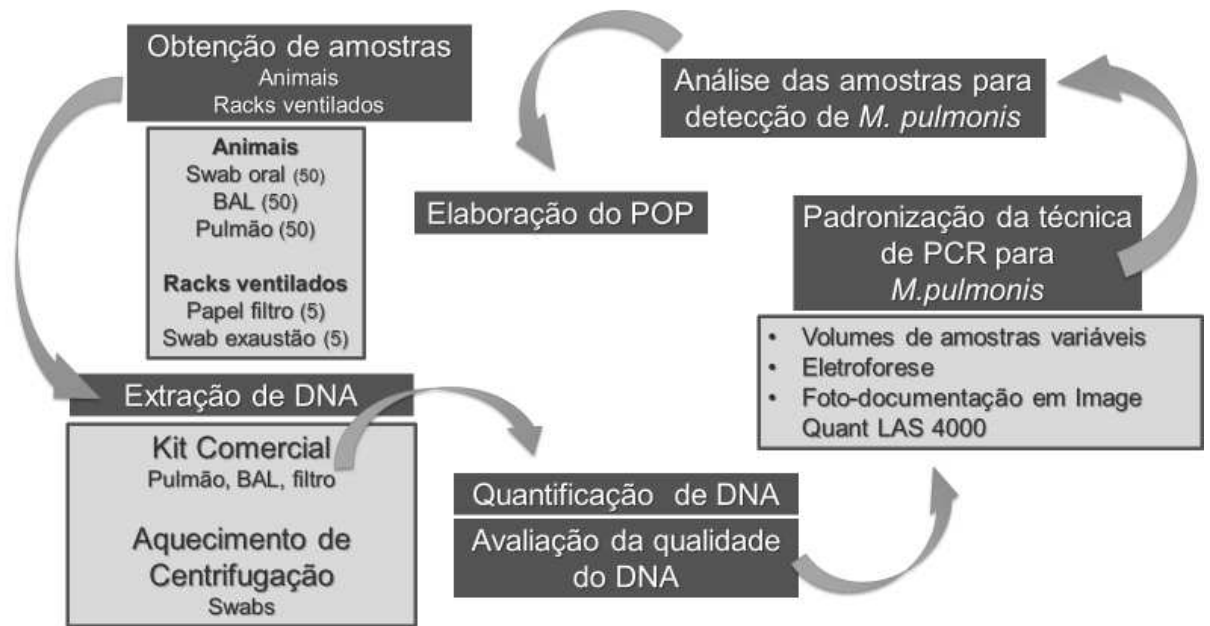 Obtenção de amostras
Animais
Racks ventilados
Animais
Swab oral (50)
BAL (50)
Pulmão (50)
Racks ventilados
Papel filtro (5)
Swab exaustão (5)
Extração de DNA
Kit Comercial
Pulmão, BAL, filtro
Aquecimento de
Centrifugação
Swabs
Quantificação de DNA
Avaliação da qualidade
do DNA
Padronização da técnica
de PCR para
M.pulmonis
• Volumes de amostras variáveis
• Eletroforese
• Foto-documentação em Image
Quant LAS 4000
Análise das amostras para
detecção de M. pulmonis
Elaboração do POP